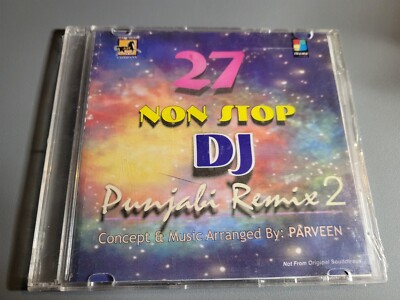 27
NON STOP
DJ
Punjabi Remix 2
Concept & Music Arranged By: PARVEEN
Not From Original Soundtrack